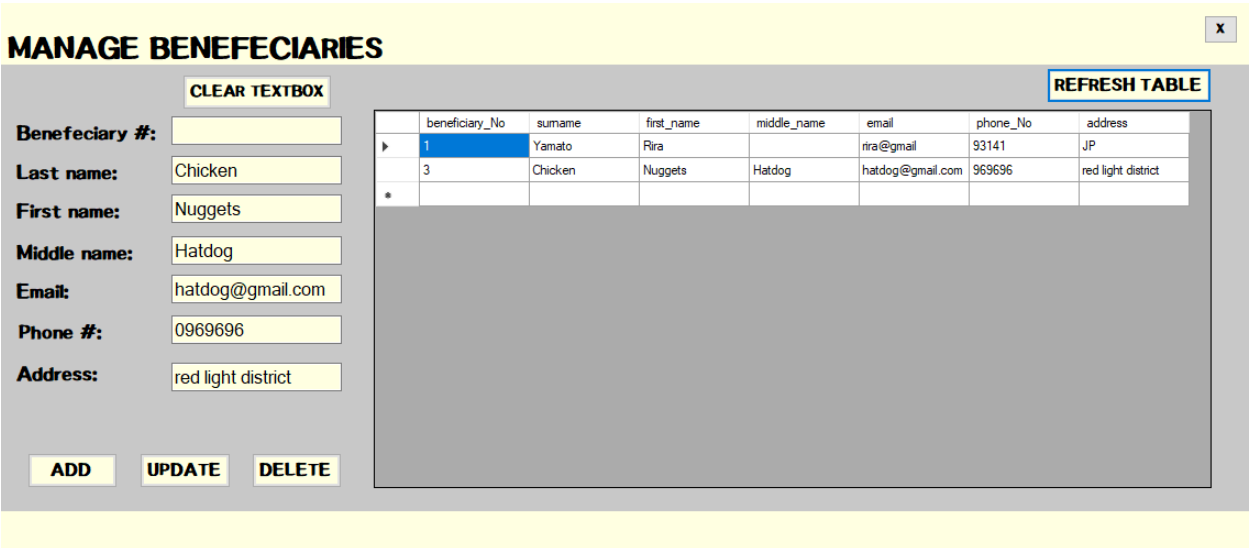 X
MANAGE BENEFECIARIES
CLEAR TEXTBOX
REFRESH TABLE
Benefeciary #:
Last name: Chicken
First name: Nuggets
Middle name: Hatdog
Email: hatdog@gmail.com
Phone #: 0969696
Address: red light district
ADD UPDATE DELETE
beneficiary_No surname first_name middle_name email phone_No address
1 Yamato Rira rira@gmail 93141 JP
3 Chicken Nuggets Hatdog hatdog@gmail.com 969696 red light district